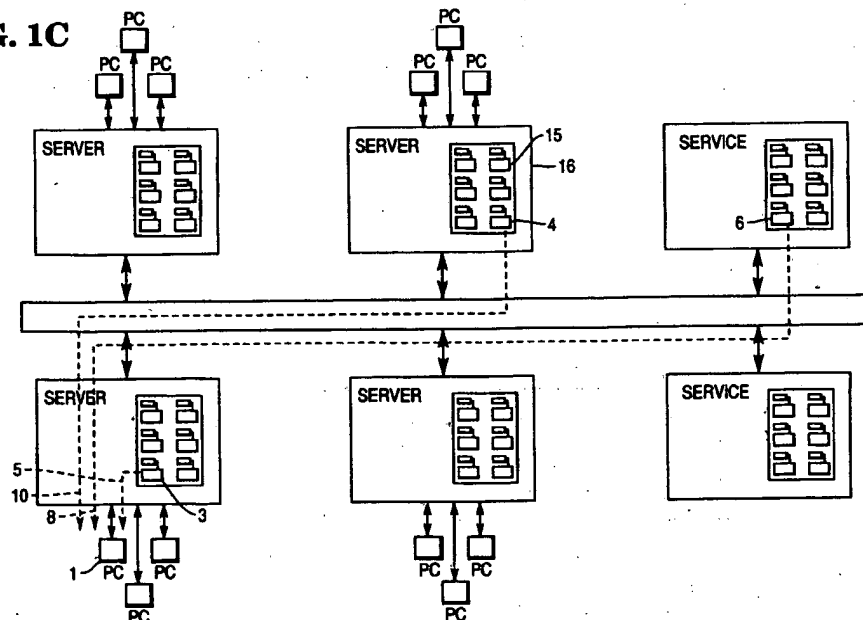 G. 1C
PC
PC PC
PC
PC PC
SERVER
SERVER
15
16
4
SERVICE
6
SERVER
5
10
8
3
SERVER
SERVICE
1
PC PC
PC
PC PC
PC